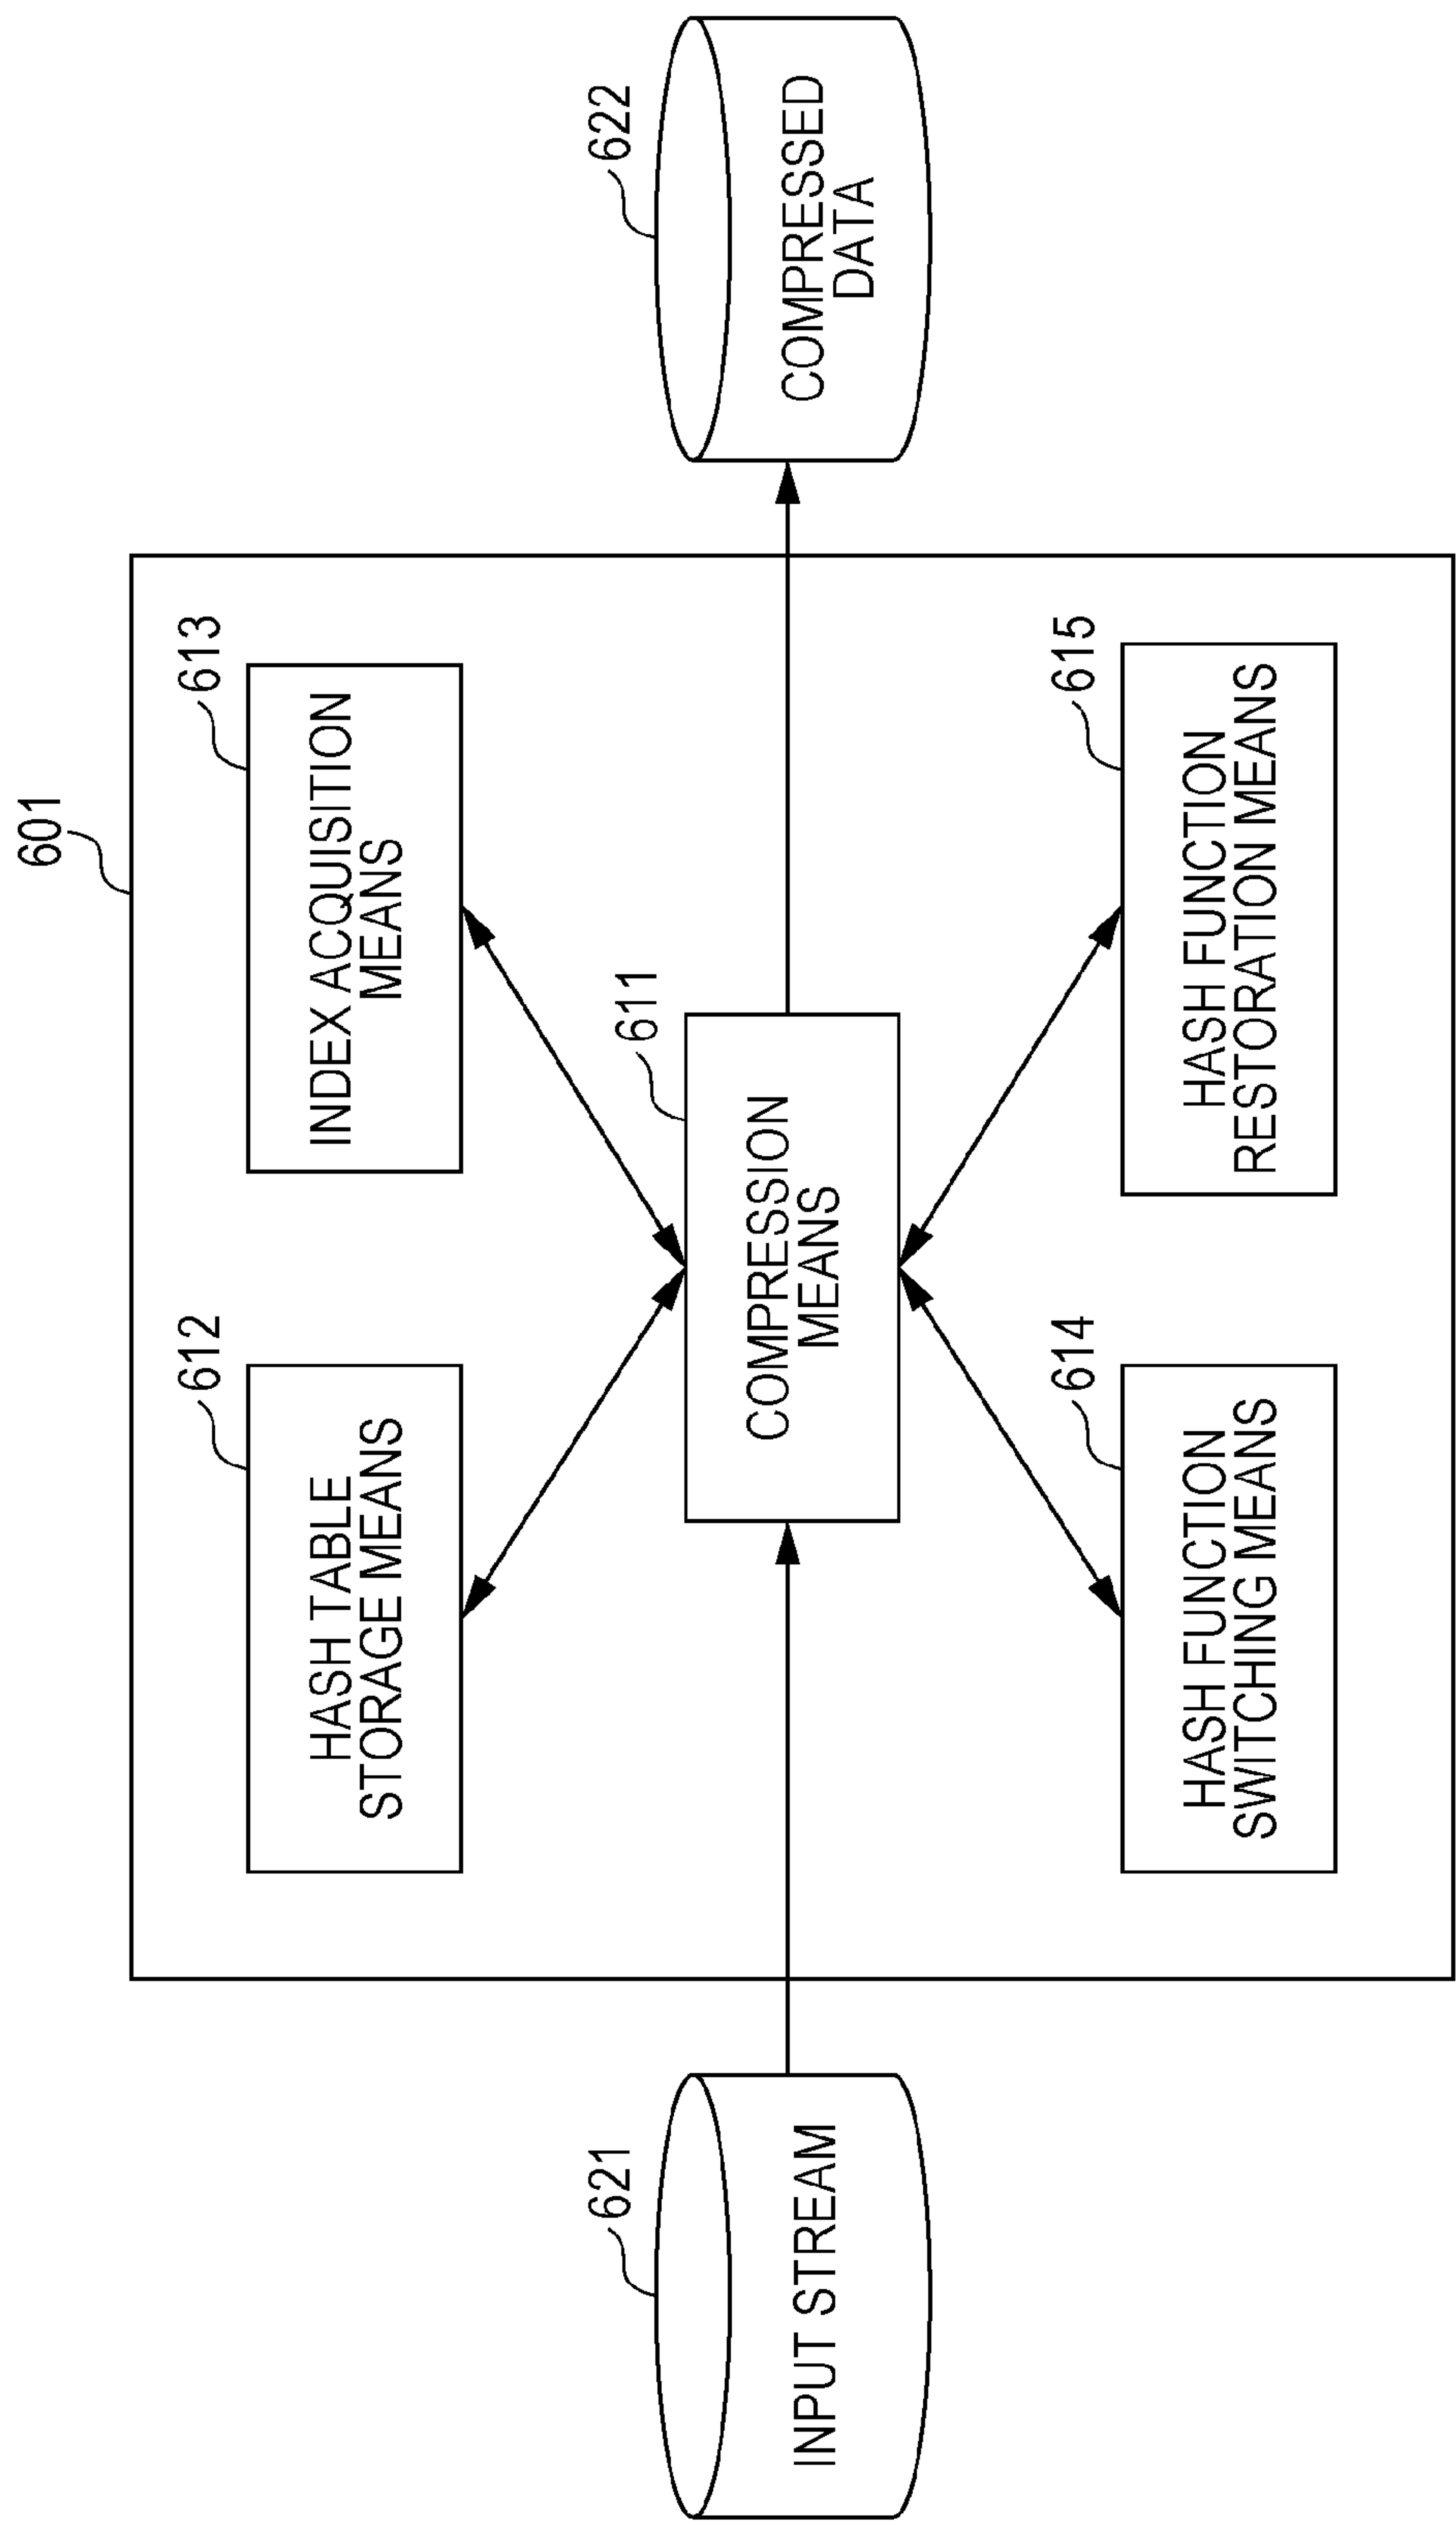 601
612
HASH TABLE
STORAGE MEANS
613
INDEX ACQUISITION
MEANS
621
INPUT STREAM
611
COMPRESSION
MEANS
622
COMPRESSED
DATA
614
HASH FUNCTION
SWITCHING MEANS
615
HASH FUNCTION
RESTORATION MEANS